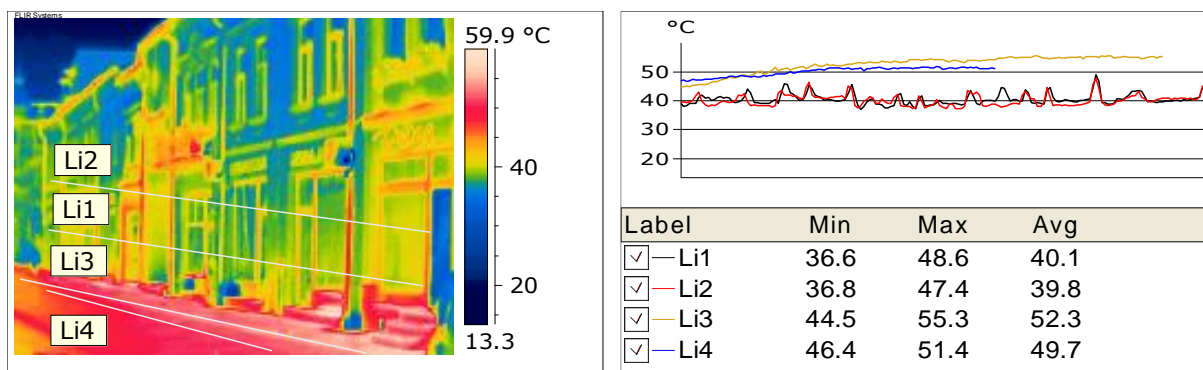 FLIR Systems
59.9 °C
40
20
13.3
Li2
Li1
Li3
Li4
°C
50
40
30
20
Label Min Max Avg
Li1 36.6 48.6 40.1
Li2 36.8 47.4 39.8
Li3 44.5 55.3 52.3
Li4 46.4 51.4 49.7